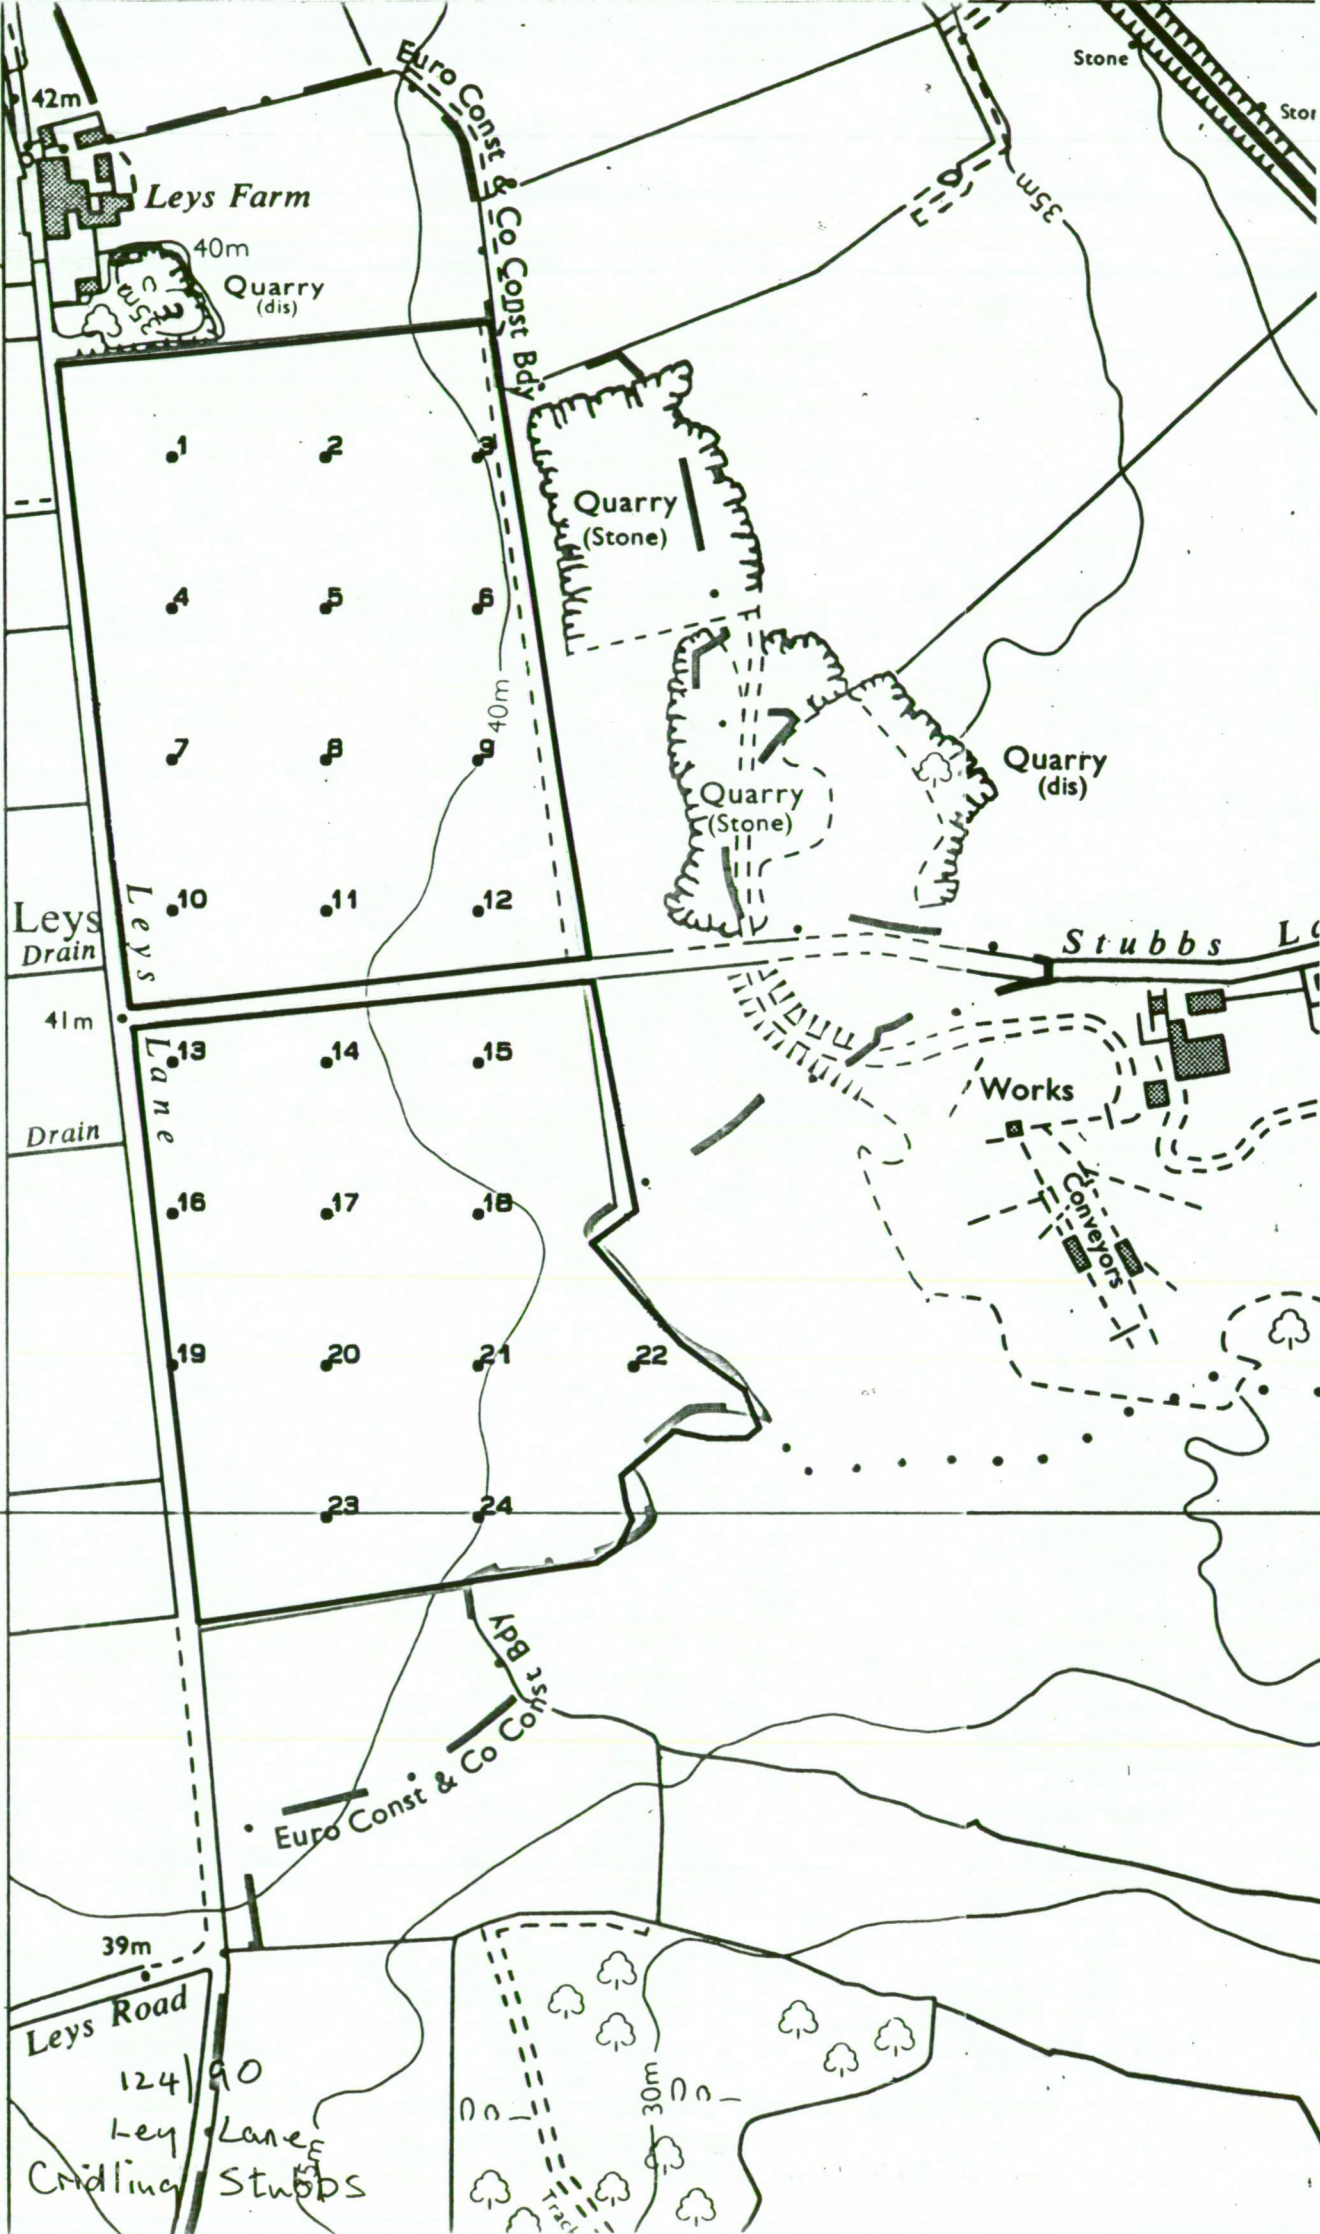 Stone
Stor
42m
Euro Const & Co Const Bdy
Leys Farm
35m
40m
Quarry
(dis)
35m
1
2
3
Quarry
(Stone)
4
5
6
40m
7
8
9
Quarry
(dis)
Quarry
(Stone)
10
11
12
Leys
Drain
Leys Lane
Stubbs
41m
13
14
15
Works
Drain
16
17
18
Conveyors
19
20
21
22
23
24
Euro Const & Co Const Bdy
39m
Leys Road
124/90
Ley Lane
Cridling Stubbs
30m
Track